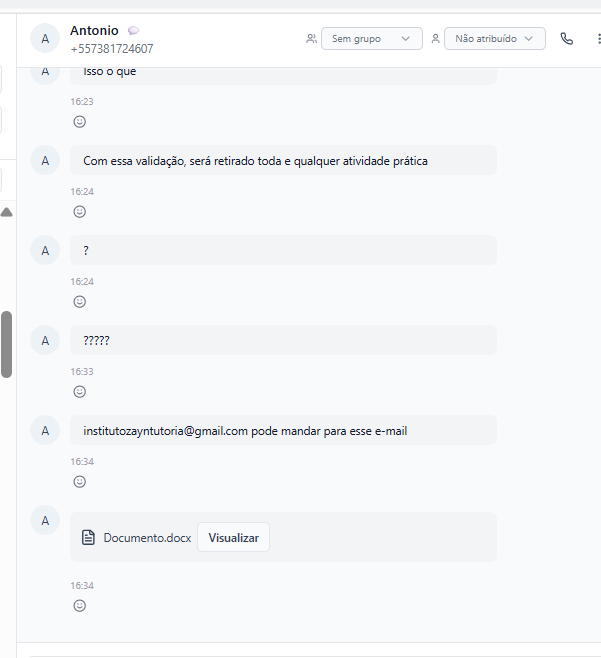 A
Antonio
+557381724607
Sem grupo
Não atribuído
A
Isso o que
16:23
A
Com essa validação, será retirado toda e qualquer atividade prática
16:24
A
?
16:24
A
?????
16:33
A
institutozayntutoria@gmail.com pode mandar para esse e-mail
16:34
A
Documento.docx
Visualizar
16:34